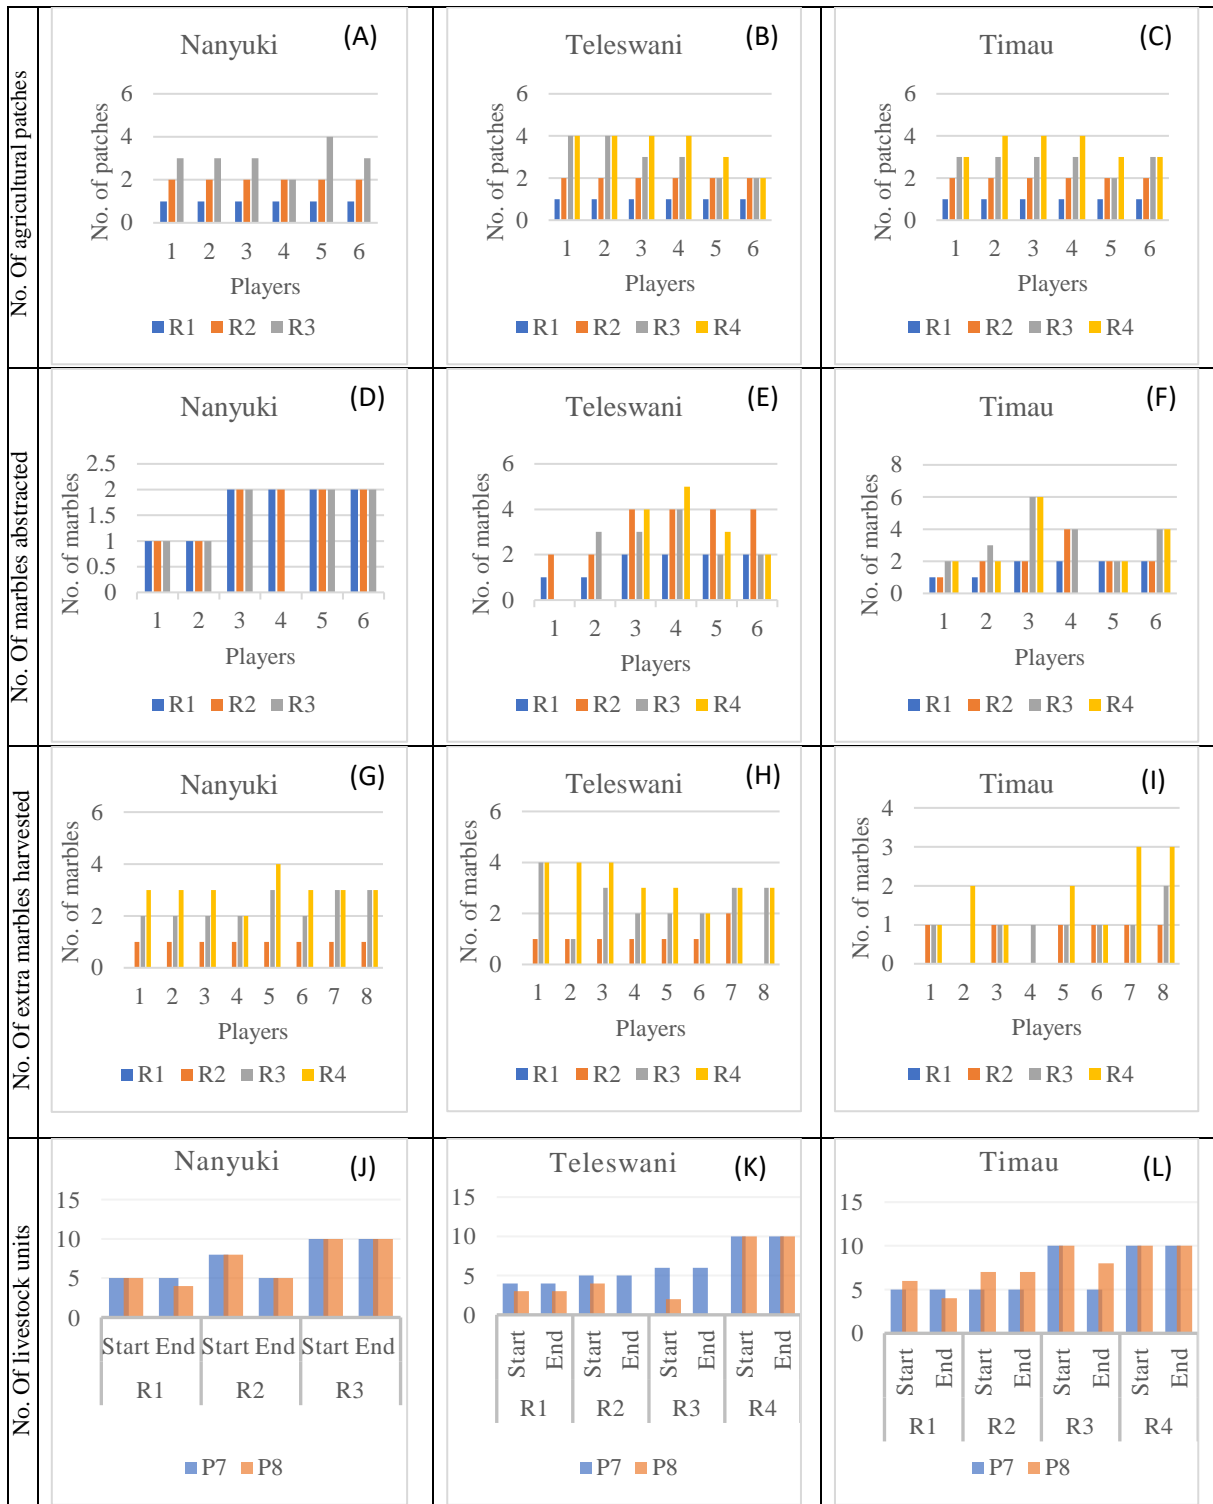 No. Of agricultural patches
Nanyuki (A)
No. of patches
6
4
2
0
1 2 3 4 5 6
Players
R1 R2 R3
Teleswani (B)
No. of patches
6
4
2
0
1 2 3 4 5 6
Players
R1 R2 R3 R4
Timau (C)
No. of patches
6
4
2
0
1 2 3 4 5 6
Players
R1 R2 R3 R4
No. Of marbles abstracted
Nanyuki (D)
No. of marbles
2.5
2
1.5
1
0.5
0
1 2 3 4 5 6
Players
R1 R2 R3
Teleswani (E)
No. of marbles
6
4
2
0
1 2 3 4 5 6
Players
R1 R2 R3 R4
Timau (F)
No. of marbles
8
6
4
2
0
1 2 3 4 5 6
Players
R1 R2 R3 R4
No. Of extra marbles harvested
Nanyuki (G)
No. of marbles
6
4
2
0
1 2 3 4 5 6 7 8
Players
R1 R2 R3 R4
Teleswani (H)
No. of marbles
6
4
2
0
1 2 3 4 5 6 7 8
Players
R1 R2 R3 R4
Timau (I)
No. of marbles
4
3
2
1
0
1 2 3 4 5 6 7 8
Players
R1 R2 R3 R4
No. Of livestock units
Nanyuki (J)
15
10
5
0
Start End Start End Start End
R1 R2 R3
P7 P8
Teleswani (K)
15
10
5
0
Start End Start End Start End Start End
R1 R2 R3 R4
P7 P8
Timau (L)
15
10
5
0
Start End Start End Start End Start End
R1 R2 R3 R4
P7 P8